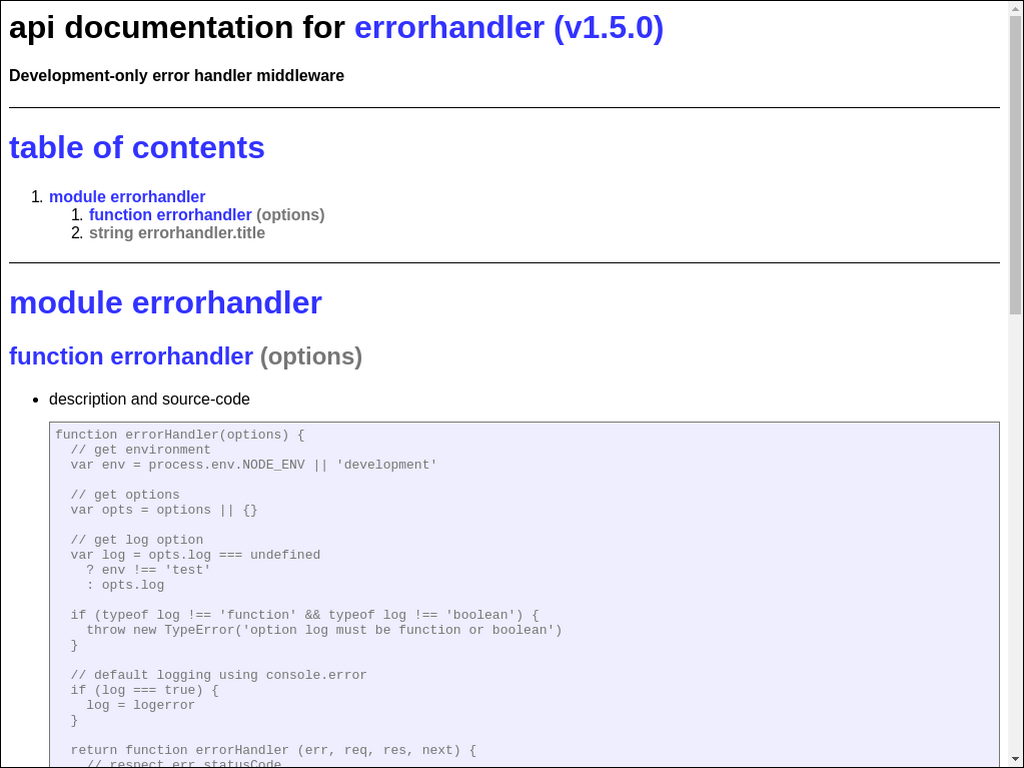 api documentation for errorhandler (v1.5.0)
Development-only error handler middleware
table of contents
1. module errorhandler
1. function errorhandler (options)
2. string errorhandler.title
module errorhandler
function errorhandler (options)
• description and source-code
function errorHandler(options) {
  // get environment
  var env = process.env.NODE_ENV || 'development'

  // get options
  var opts = options || {}

  // get log option
  var log = opts.log === undefined
    ? env !== 'test'
    : opts.log

  if (typeof log !== 'function' && typeof log !== 'boolean') {
    throw new TypeError('option log must be function or boolean')
  }

  // default logging using console.error
  if (log === true) {
    log = logerror
  }

  return function errorHandler (err, req, res, next) {
    // respect err.statusCode